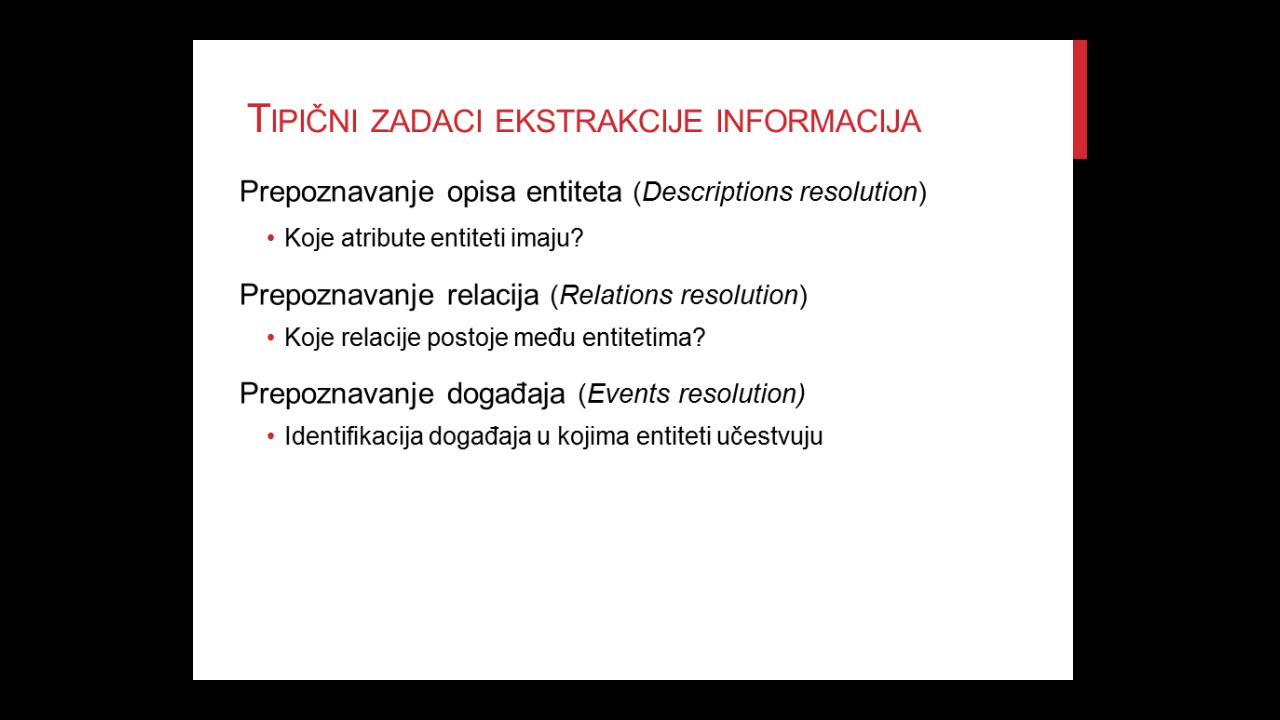 TIPIČNI ZADACI EKSTRAKCIJE INFORMACIJA
Prepoznavanje opisa entiteta (Descriptions resolution)
• Koje atribute entiteti imaju?
Prepoznavanje relacija (Relations resolution)
• Koje relacije postoje među entitetima?
Prepoznavanje događaja (Events resolution)
• Identifikacija događaja u kojima entiteti učestvuju